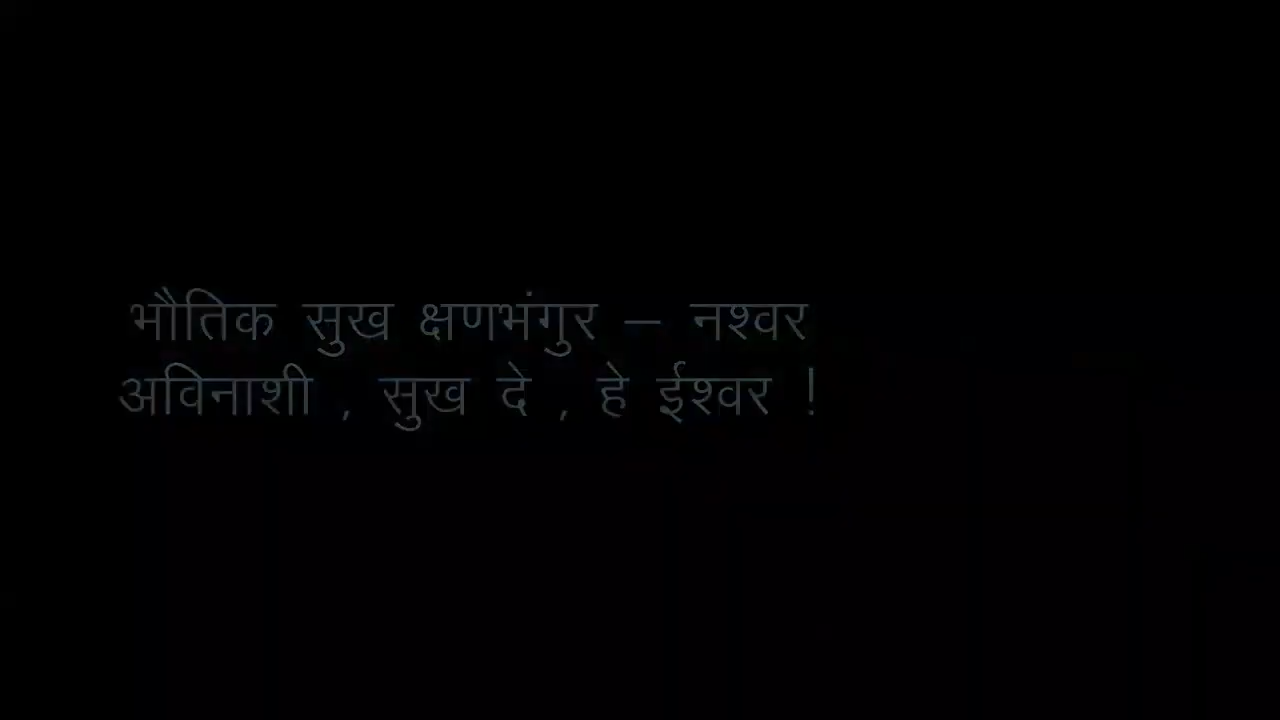 भौतिक सुख क्षणभंगुर – नश्वर
अविनाशी , सुख दे , हे ईश्वर !